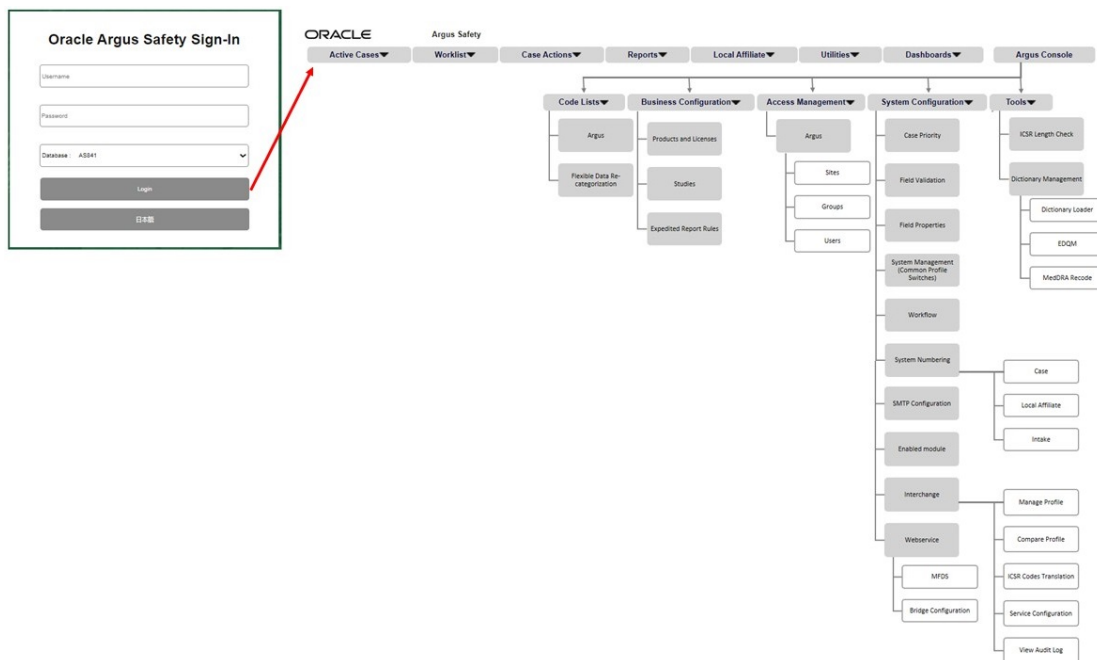 Oracle Argus Safety Sign-In
Username
Password
Database : AS841
Login
日本語
ORACLE Argus Safety
Active Cases Worklist Case Actions Reports Local Affiliate Utilities Dashboards Argus Console
Code Lists Business Configuration Access Management System Configuration Tools
Argus
Flexible Data Re-
categorization
Products and Licenses
Studies
Expedited Report Rules
Argus
Sites
Groups
Users
Case Priority
Field Validation
Field Properties
System Management
(Common Profile
Switches)
Workflow
System Numbering
Case
Local Affiliate
Intake
SMTP Configuration
Enabled module
Interchange
Manage Profile
Compare Profile
ICSR Codes Translation
Service Configuration
View Audit Log
Webservice
MFDS
Bridge Configuration
ICSR Length Check
Dictionary Management
Dictionary Loader
EDQM
MedDRA Recode